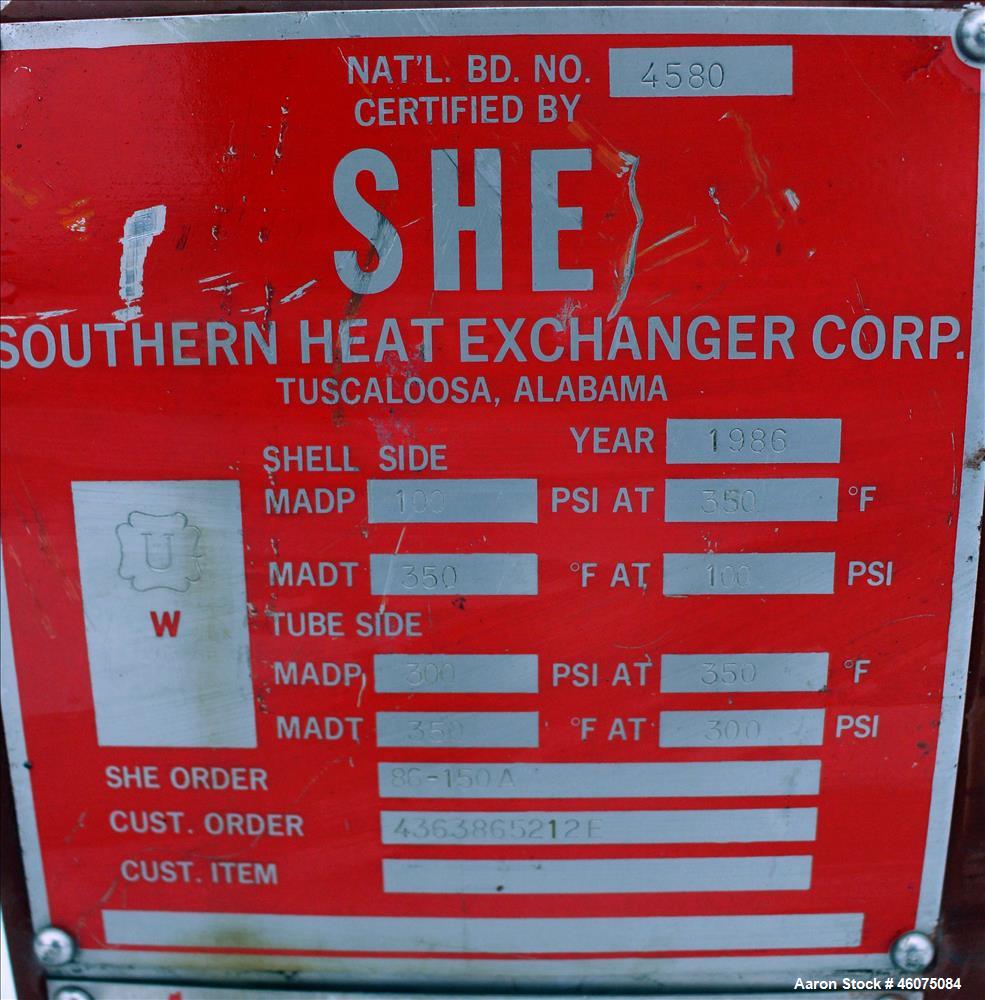 NAT'L. BD. NO. 4580
CERTIFIED BY
SHE
SOUTHERN HEAT EXCHANGER CORP.
TUSCALOOSA, ALABAMA
YEAR 1986
SHELL SIDE
MADP 100 PSI AT 350 °F
U
MADT 350 °F AT 100 PSI
W
TUBE SIDE
MADP 300 PSI AT 350 °F
MADT 350 °F AT 300 PSI
SHE ORDER 86-150A
CUST. ORDER 4363865212E
CUST. ITEM
Aaron Stock # 46075084